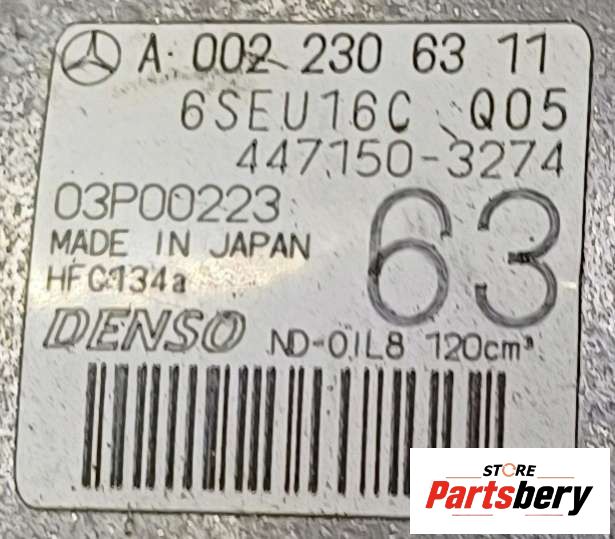 A 002 230 63 11
6SEU16C Q05
447150-3274
03P00223
63
MADE IN JAPAN
HFC134a
DENSO ND-OIL8 120cm³
STORE
Partsbery